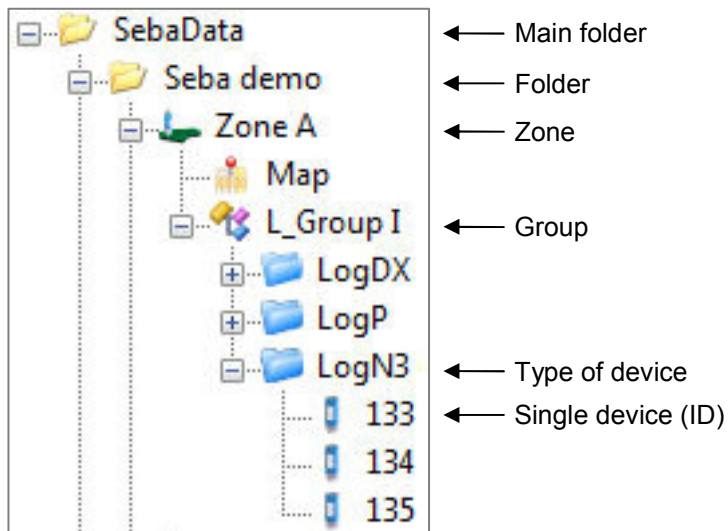 SebaData Main folder
Seba demo Folder
Zone A Zone
Map
L_Group I Group
LogDX
LogP
LogN3 Type of device
133 Single device (ID)
134
135